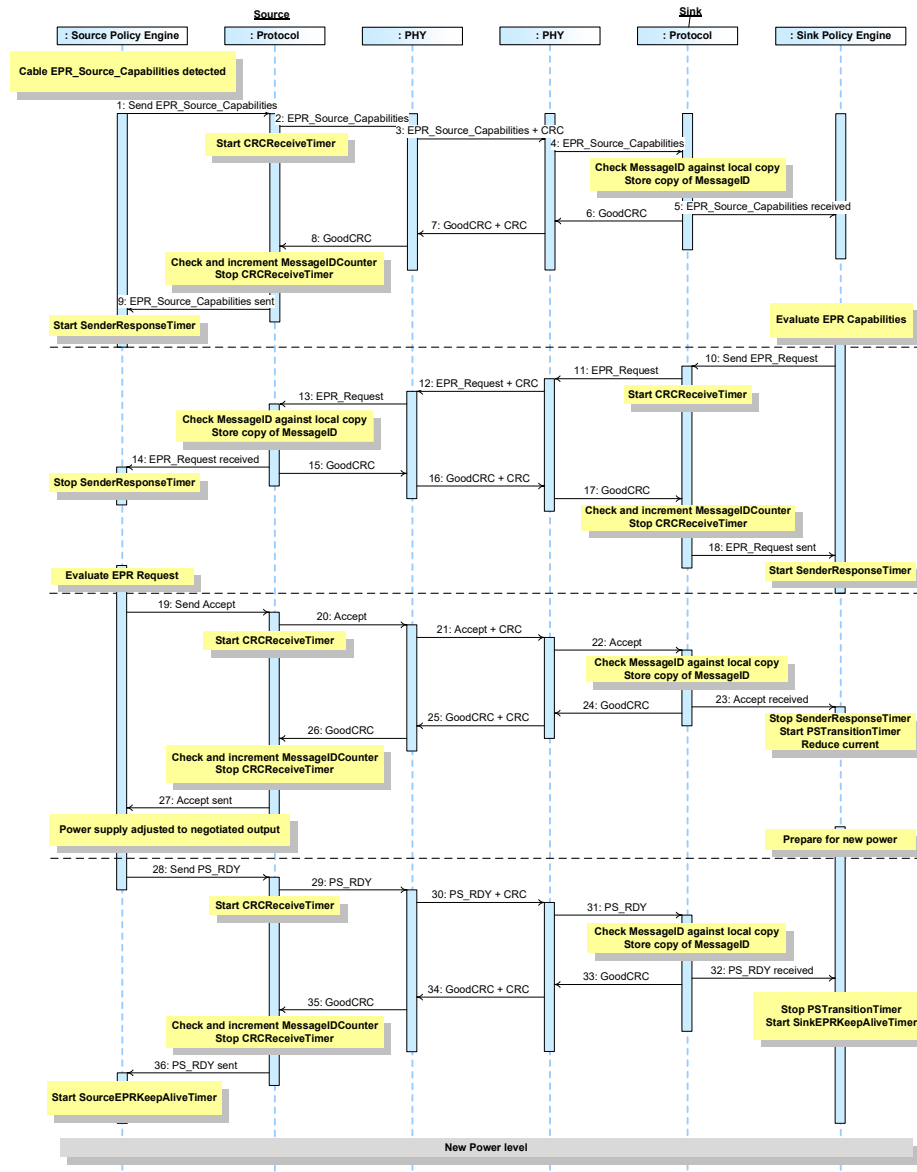 Source
Sink
: Source Policy Engine
: Protocol
: PHY
: PHY
: Protocol
: Sink Policy Engine
Cable EPR_Source_Capabilities detected
1: Send EPR_Source_Capabilities
2: EPR_Source_Capabilities
3: EPR_Source_Capabilities + CRC
Start CRCReceiveTimer
4: EPR_Source_Capabilities
Check MessageID against local copy
Store copy of MessageID
5: EPR_Source_Capabilities received
6: GoodCRC
7: GoodCRC + CRC
8: GoodCRC
Check and increment MessageIDCounter
Stop CRCReceiveTimer
9: EPR_Source_Capabilities sent
Start SenderResponseTimer
Evaluate EPR Capabilities
10: Send EPR_Request
11: EPR_Request
12: EPR_Request + CRC
Start CRCReceiveTimer
13: EPR_Request
Check MessageID against local copy
Store copy of MessageID
14: EPR_Request received
15: GoodCRC
Stop SenderResponseTimer
16: GoodCRC + CRC
17: GoodCRC
Check and increment MessageIDCounter
Stop CRCReceiveTimer
18: EPR_Request sent
Start SenderResponseTimer
Evaluate EPR Request
19: Send Accept
20: Accept
Start CRCReceiveTimer
21: Accept + CRC
22: Accept
Check MessageID against local copy
Store copy of MessageID
23: Accept received
24: GoodCRC
25: GoodCRC + CRC
26: GoodCRC
Stop SenderResponseTimer
Start PSTransitionTimer
Reduce current
Check and increment MessageIDCounter
Stop CRCReceiveTimer
27: Accept sent
Power supply adjusted to negotiated output
Prepare for new power
28: Send PS_RDY
29: PS_RDY
Start CRCReceiveTimer
30: PS_RDY + CRC
31: PS_RDY
Check MessageID against local copy
Store copy of MessageID
32: PS_RDY received
33: GoodCRC
34: GoodCRC + CRC
35: GoodCRC
Stop PSTransitionTimer
Start SinkEPRKeepAliveTimer
Check and increment MessageIDCounter
Stop CRCReceiveTimer
36: PS_RDY sent
Start SourceEPRKeepAliveTimer
New Power level